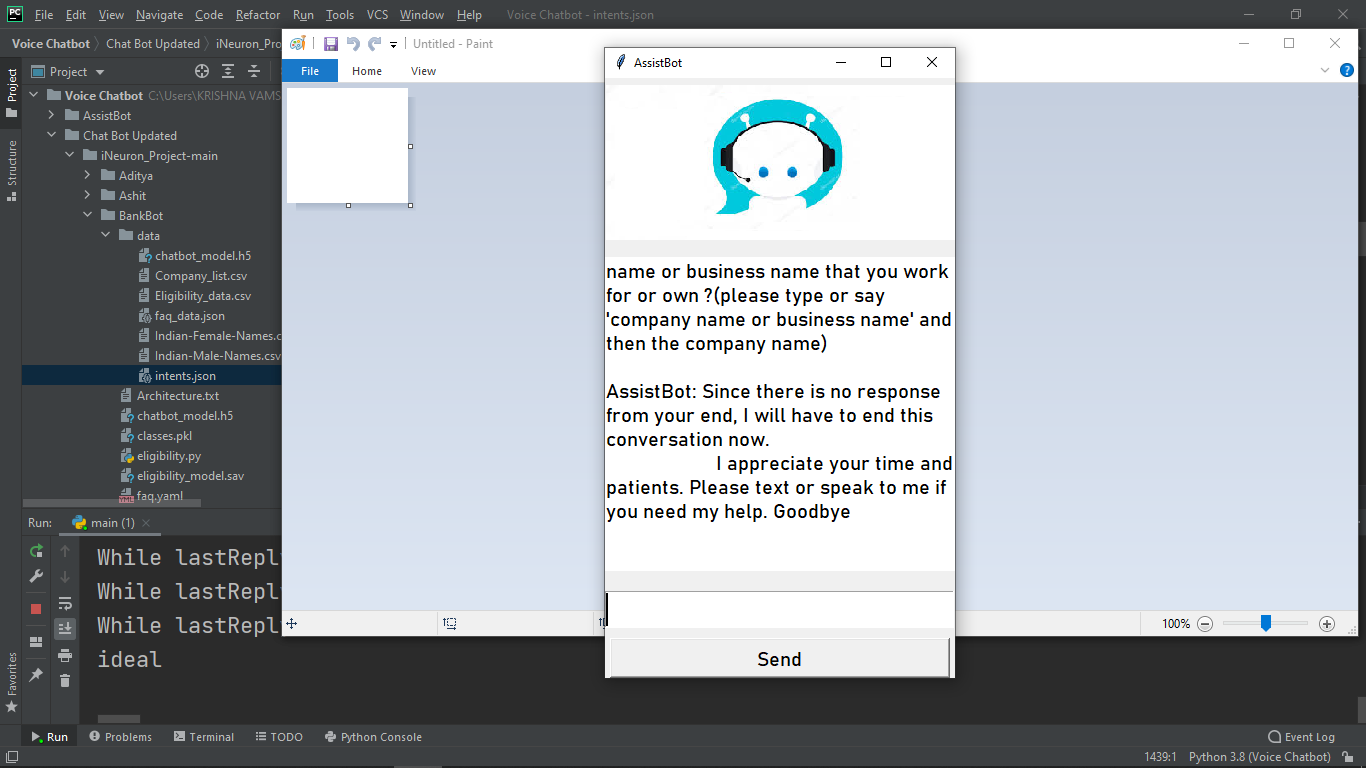 File Edit View Navigate Code Refactor Run Tools VCS Window Help Voice Chatbot - intents.json
Voice Chatbot Chat Bot Updated iNeuron_Pro
Untitled - Paint
File Home View
AssistBot
Project
Project
Structure
Favorites
Voice Chatbot C:\Users\KRISHNA VAMS
AssistBot
Chat Bot Updated
iNeuron_Project-main
Aditya
Ashit
BankBot
data
chatbot_model.h5
Company_list.csv
Eligibility_data.csv
faq_data.json
Indian-Female-Names.c
Indian-Male-Names.csv
intents.json
Architecture.txt
chatbot_model.h5
classes.pkl
eligibility.py
eligibility_model.sav
faq.yaml
name or business name that you work
for or own ?(please type or say
'company name or business name' and
then the company name)
AssistBot: Since there is no response
from your end, I will have to end this
conversation now.
I appreciate your time and
patients. Please text or speak to me if
you need my help. Goodbye
Send
100%
Run: main (1)
While lastRepl
While lastRepl
While lastRepl
ideal
Run Problems Terminal TODO Python Console Event Log
1439:1 Python 3.8 (Voice Chatbot)